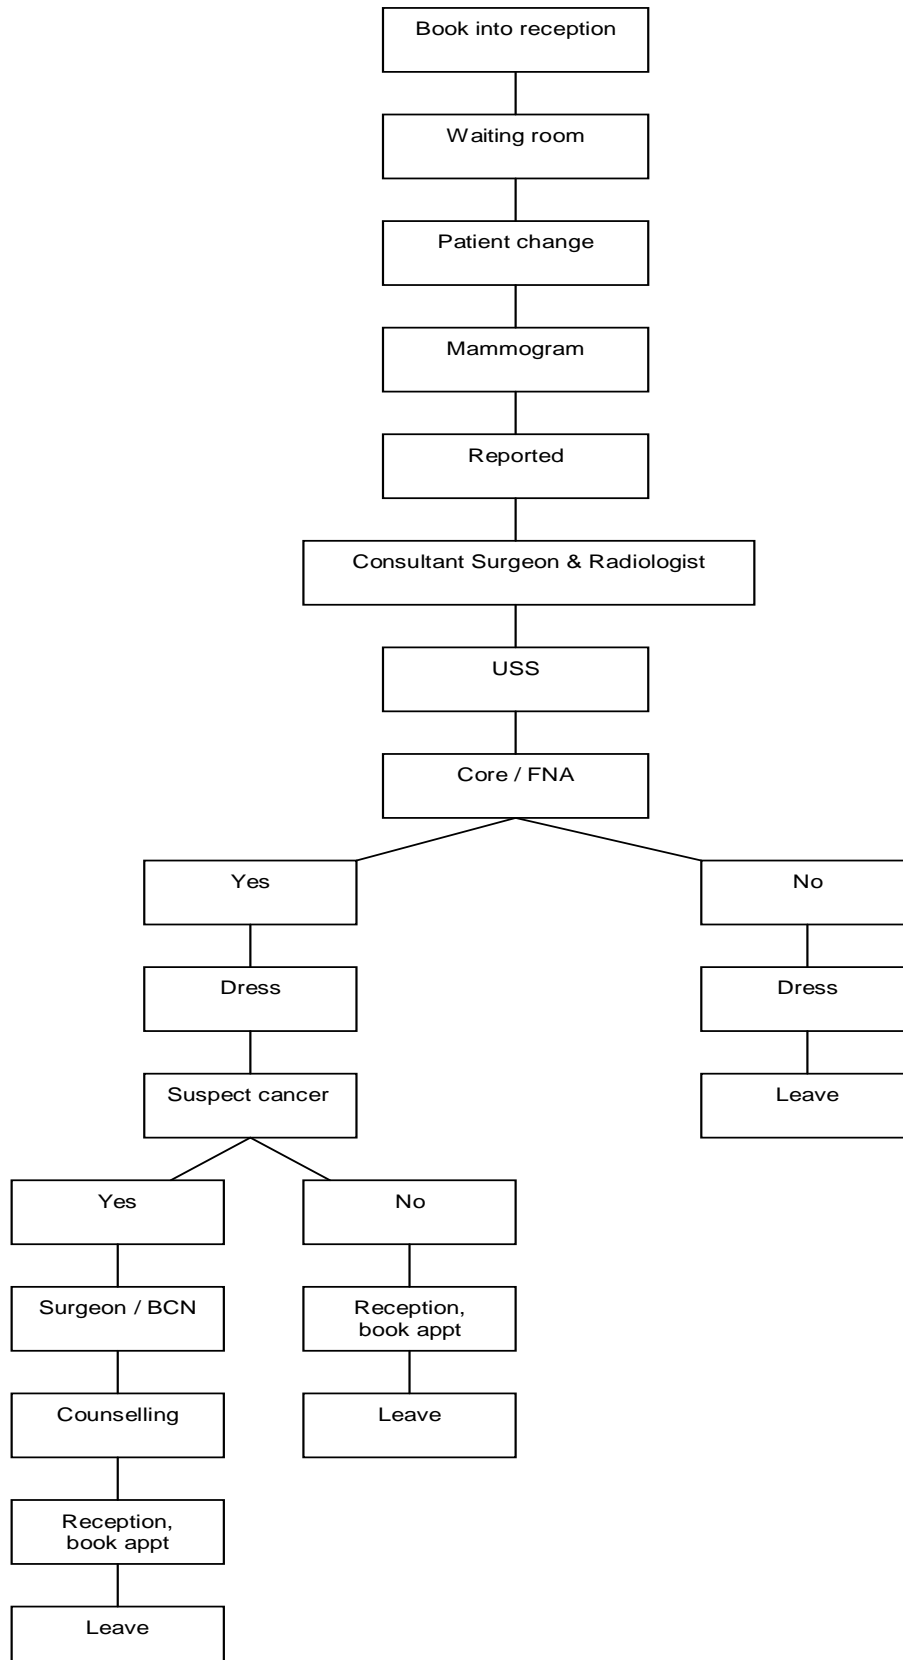 Book into reception
Waiting room
Patient change
Mammogram
Reported
Consultant Surgeon & Radiologist
USS
Core / FNA
Yes
No
Dress
Dress
Suspect cancer
Leave
Yes
No
Surgeon / BCN
Reception,
book appt
Counselling
Leave
Reception,
book appt
Leave